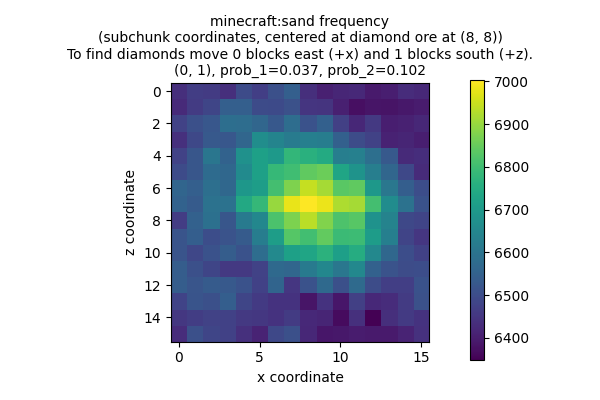 minecraft:sand frequency
(subchunk coordinates, centered at diamond ore at (8, 8))
To find diamonds move 0 blocks east (+x) and 1 blocks south (+z).
(0, 1), prob_1=0.037, prob_2=0.102
0
2
4
6
8
10
12
14
z coordinate
0 5 10 15
x coordinate
7000
6900
6800
6700
6600
6500
6400